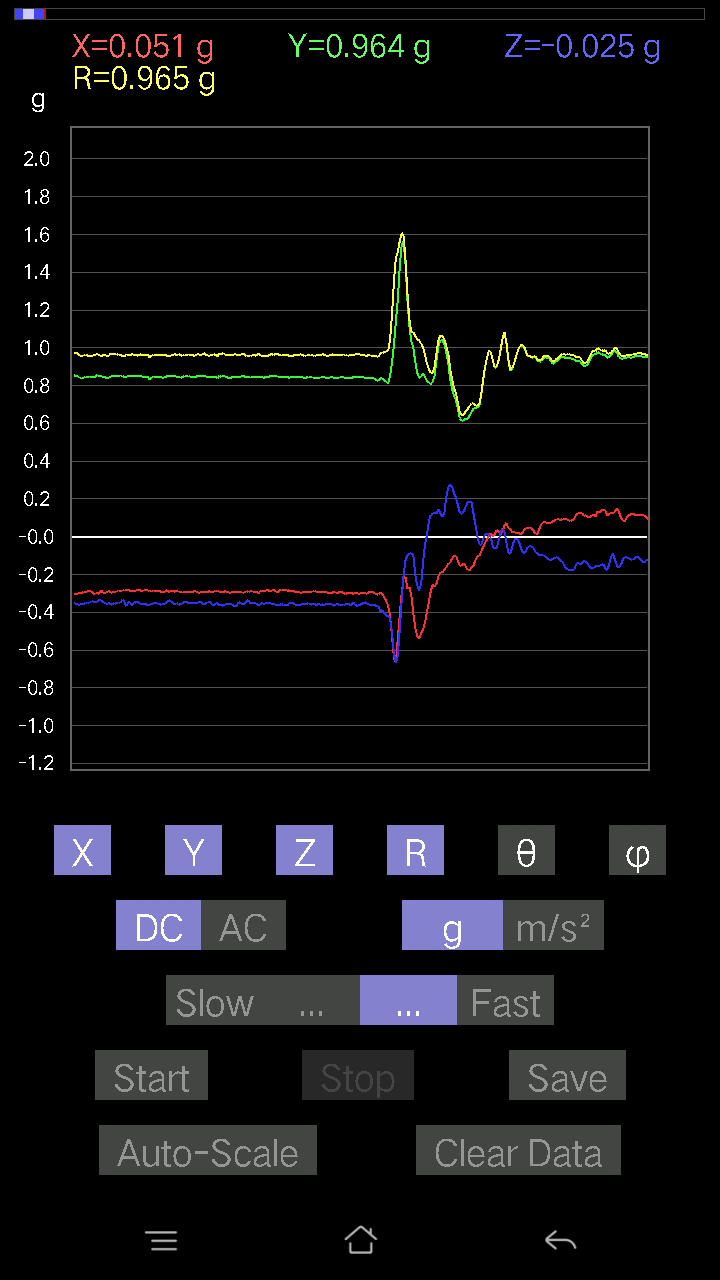 X=0.051 g Y=0.964 g Z=-0.025 g
R=0.965 g
g
2.0
1.8
1.6
1.4
1.2
1.0
0.8
0.6
0.4
0.2
-0.0
-0.2
-0.4
-0.6
-0.8
-1.0
-1.2
X Y Z R θ φ
DC AC g m/s²
Slow ... ... Fast
Start Stop Save
Auto-Scale Clear Data